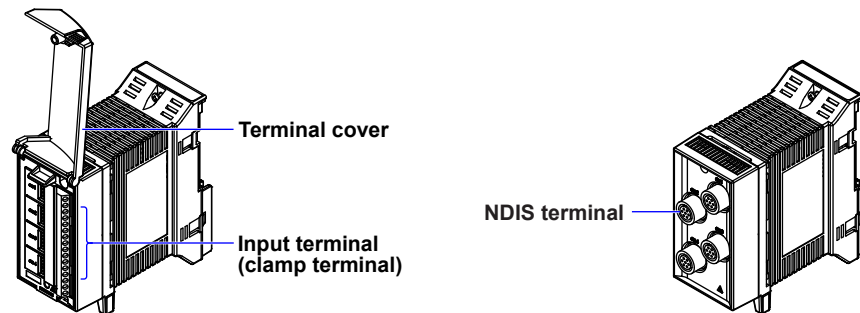 Terminal cover
Input terminal
(clamp terminal)
NDIS terminal